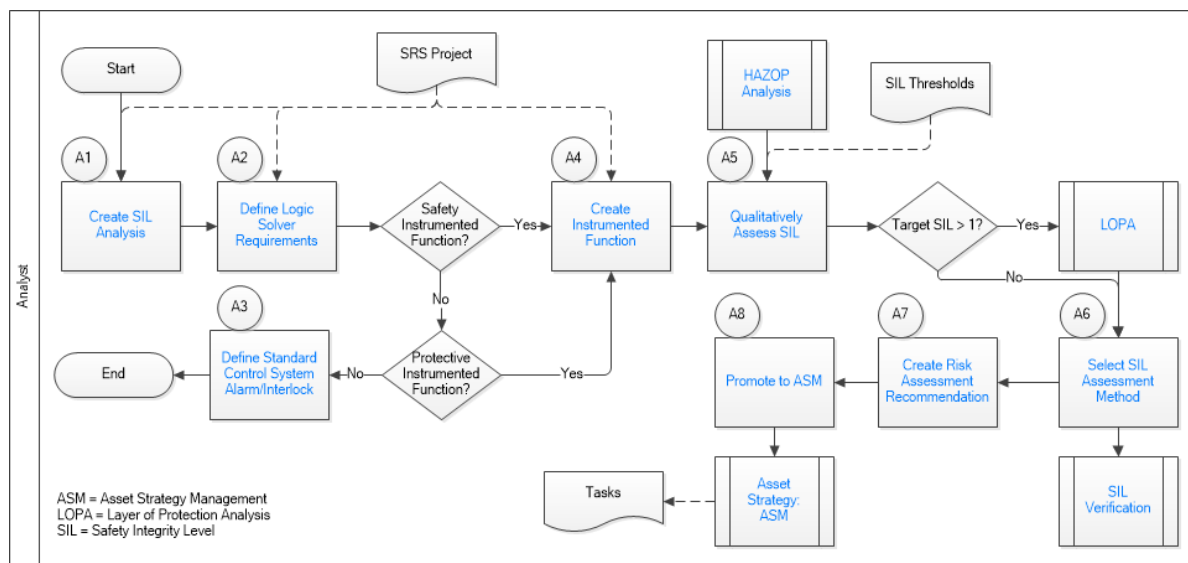 Analyst
Start
SRS Project
HAZOP
Analysis
SIL Thresholds
A1
A2
A4
A5
Create SIL
Analysis
Define Logic
Solver
Requirements
Safety
Instrumented
Function?
Yes
Create
Instrumented
Function
Qualitatively
Assess SIL
Target SIL > 1?
Yes
LOPA
No
No
A3
A8
A7
A6
End
Define Standard
Control System
Alarm/Interlock
No
Protective
Instrumented
Function?
Yes
Promote to ASM
Create Risk
Assessment
Recommendation
Select SIL
Assessment
Method
Tasks
Asset
Strategy:
ASM
SIL
Verification
ASM = Asset Strategy Management
LOPA = Layer of Protection Analysis
SIL = Safety Integrity Level